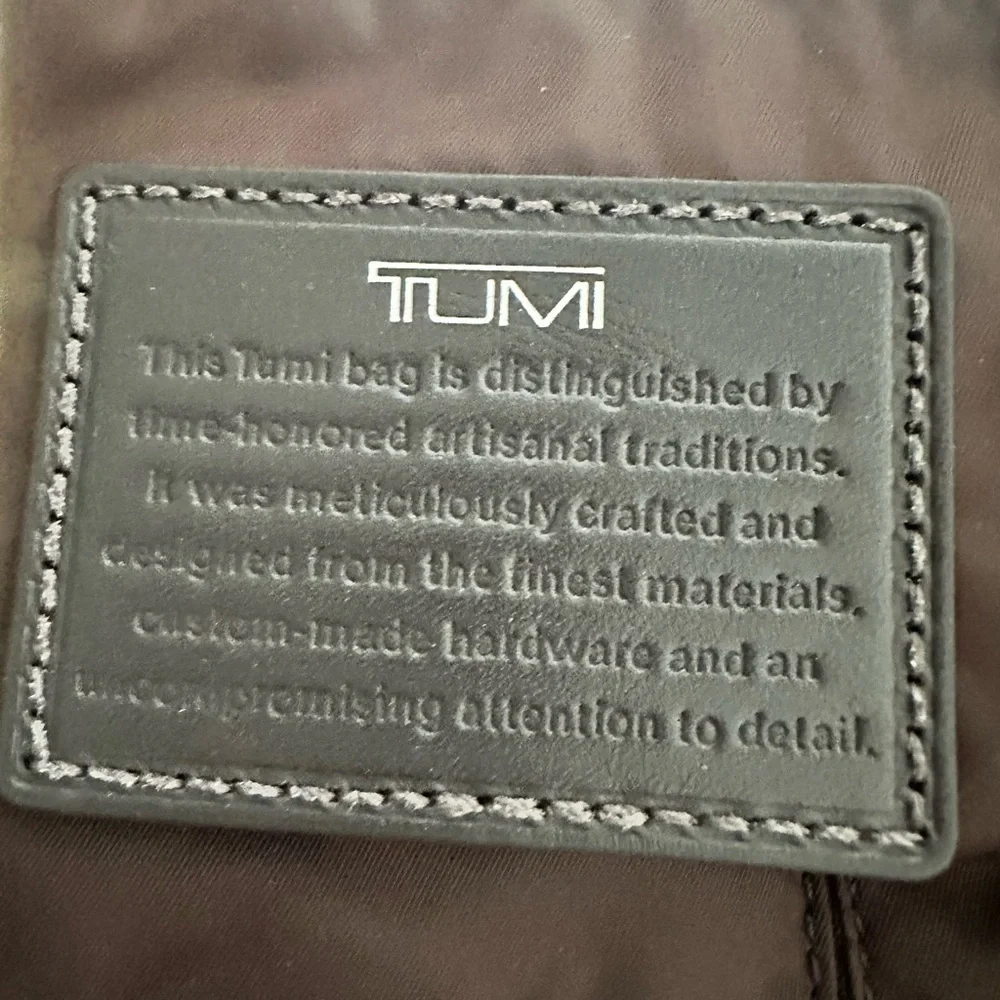 TUMI
This Tumi bag is distinguished by
time-honored artisanal traditions.
It was meticulously crafted and
designed from the finest materials,
custom-made hardware and an
uncompromising attention to detail.